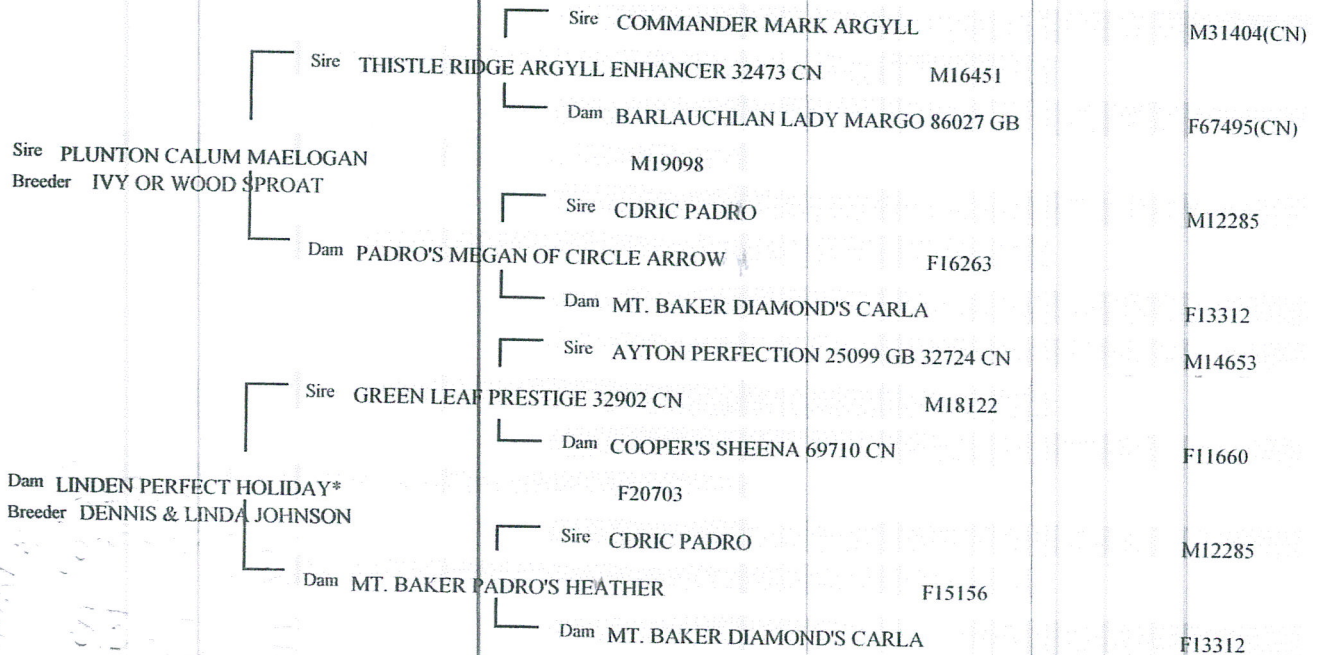 Sire COMMANDER MARK ARGYLL M31404(CN)
Sire THISTLE RIDGE ARGYLL ENHANCER 32473 CN M16451
Dam BARLAUCHLAN LADY MARGO 86027 GB F67495(CN)
Sire PLUNTON CALUM MAELOGAN M19098
Breeder IVY OR WOOD SPROAT
Sire CDRIC PADRO M12285
Dam PADRO'S MEGAN OF CIRCLE ARROW F16263
Dam MT. BAKER DIAMOND'S CARLA F13312
Sire AYTON PERFECTION 25099 GB 32724 CN M14653
Sire GREEN LEAF PRESTIGE 32902 CN M18122
Dam COOPER'S SHEENA 69710 CN F11660
Dam LINDEN PERFECT HOLIDAY* F20703
Breeder DENNIS & LINDA JOHNSON
Sire CDRIC PADRO M12285
Dam MT. BAKER PADRO'S HEATHER F15156
Dam MT. BAKER DIAMOND'S CARLA F13312